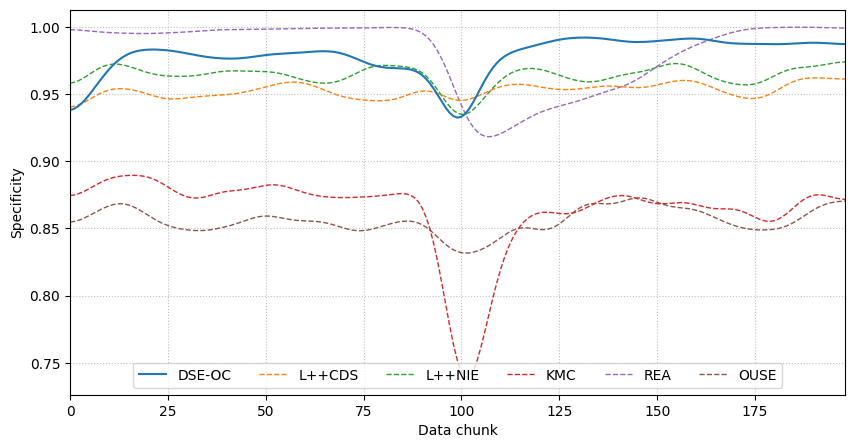 1.00
0.95
0.90
0.85
0.80
0.75
Specificity
DSE-OC L++CDS L++NIE KMC REA OUSE
0 25 50 75 100 125 150 175
Data chunk